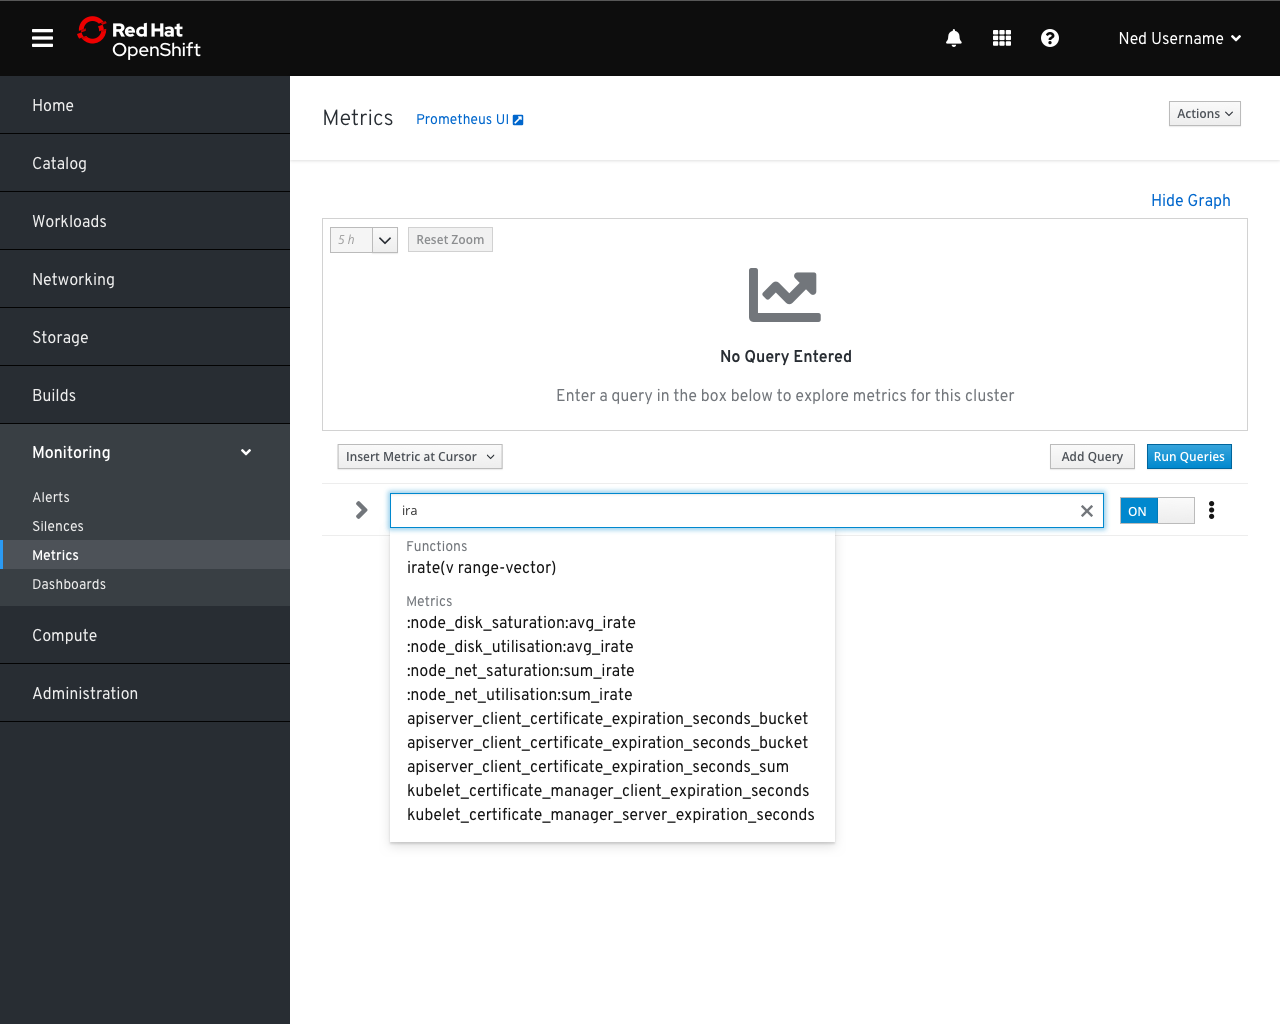 Red Hat
OpenShift
Ned Username
Home
Catalog
Workloads
Networking
Storage
Builds
Monitoring
Alerts
Silences
Metrics
Dashboards
Compute
Administration
Metrics
Prometheus UI
Actions
Hide Graph
5 h
Reset Zoom
No Query Entered
Enter a query in the box below to explore metrics for this cluster
Insert Metric at Cursor
Add Query
Run Queries
ira
ON
Functions
irate(v range-vector)
Metrics
:node_disk_saturation:avg_irate
:node_disk_utilisation:avg_irate
:node_net_saturation:sum_irate
:node_net_utilisation:sum_irate
apiserver_client_certificate_expiration_seconds_bucket
apiserver_client_certificate_expiration_seconds_bucket
apiserver_client_certificate_expiration_seconds_sum
kubelet_certificate_manager_client_expiration_seconds
kubelet_certificate_manager_server_expiration_seconds